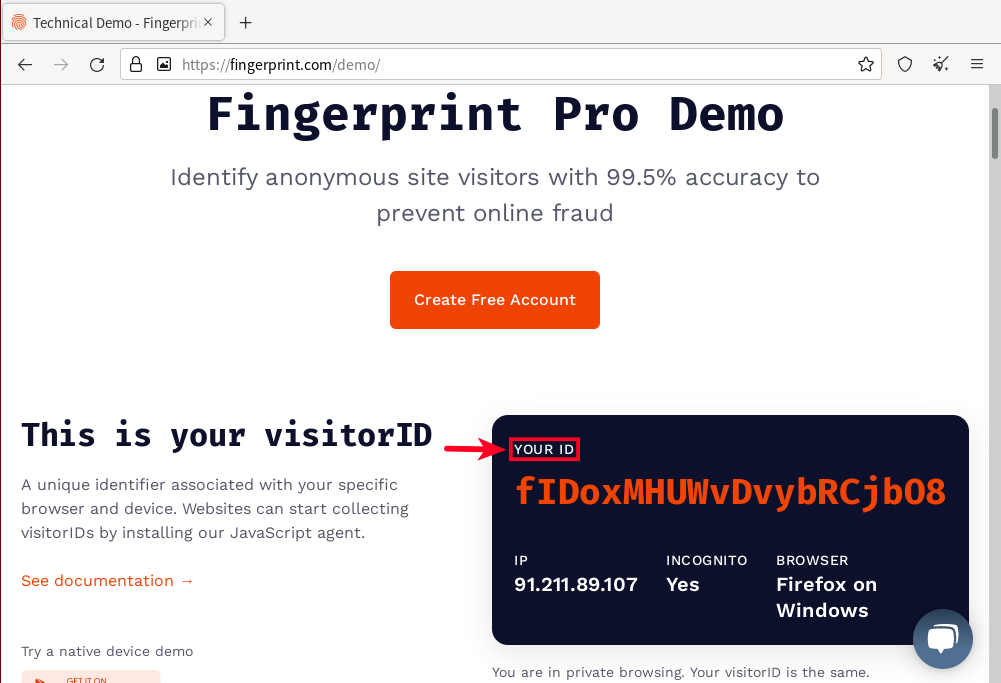 Technical Demo - Fingerpri
https://fingerprint.com/demo/
Fingerprint Pro Demo
Identify anonymous site visitors with 99.5% accuracy to
prevent online fraud
Create Free Account
This is your visitorID
A unique identifier associated with your specific
browser and device. Websites can start collecting
visitorIDs by installing our JavaScript agent.
See documentation →
Try a native device demo
GET IT ON
YOUR ID
fIDoxMHUWvDvybRCjbO8
IP
91.211.89.107
INCOGNITO
Yes
BROWSER
Firefox on
Windows
You are in private browsing. Your visitorID is the same.